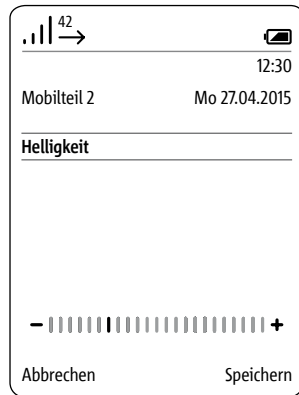 42
12:30
Mobilteil 2 Mo 27.04.2015
Helligkeit
- +
Abbrechen Speichern